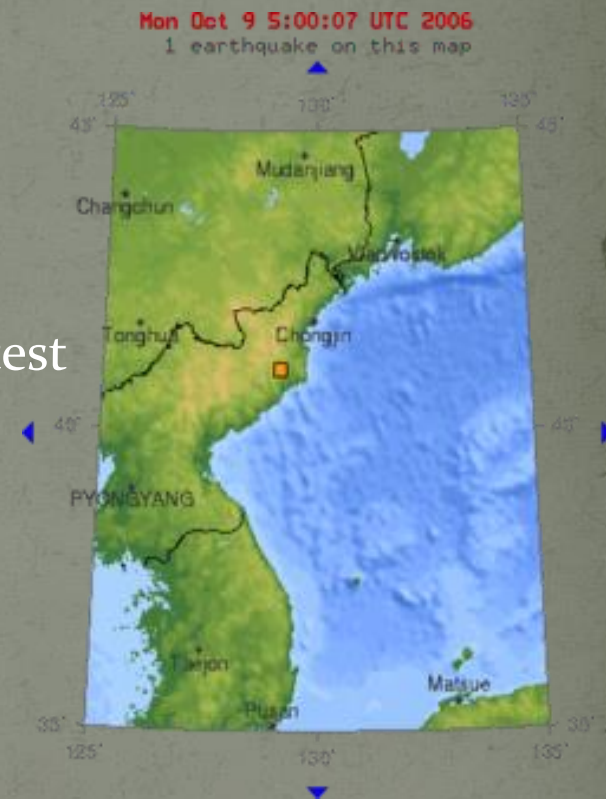 Mon Oct 9 5:00:07 UTC 2006
1 earthquake on this map
125° 130° 135°
45° 45°
Mudanjiang
Changchun
Vladivostok
Tonghua Chongjin
est
40° 40°
PYONGYANG
Taejon
Matsue
Pusan
35° 35°
125° 130° 135°